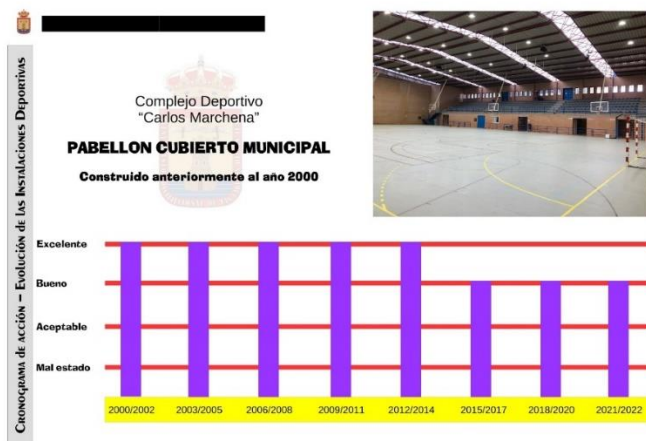 Complejo Deportivo
“Carlos Marchena”
PABELLON CUBIERTO MUNICIPAL
Construido anteriormente al año 2000
Cronograma de acción – Evolución de las Instalaciones Deportivas
Excelente
Bueno
Aceptable
Mal estado
2000/2002 2003/2005 2006/2008 2009/2011 2012/2014 2015/2017 2018/2020 2021/2022